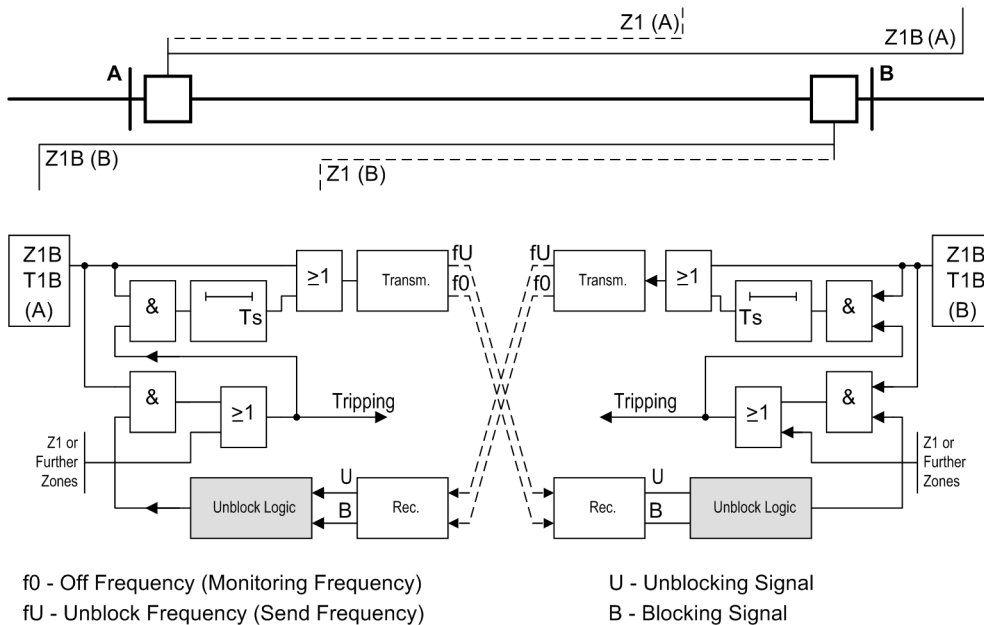 Z1 (A)
Z1B (A)
A
B
Z1B (B)
Z1 (B)
Z1B
T1B
(A)
&
Ts
≥1
Transm.
fU
f0
fU
f0
Transm.
≥1
Ts
&
Z1B
T1B
(B)
&
≥1
Tripping
Tripping
≥1
&
Z1 or
Further
Zones
Unblock Logic
U
B
Rec.
Rec.
U
B
Unblock Logic
Z1 or
Further
Zones
f0 - Off Frequency (Monitoring Frequency)
fU - Unblock Frequency (Send Frequency)
U - Unblocking Signal
B - Blocking Signal